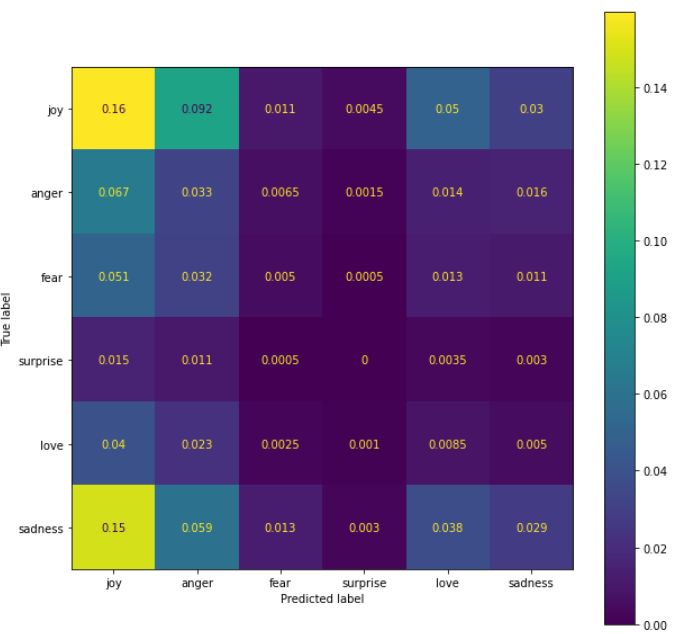 joy 0.16 0.092 0.011 0.0045 0.05 0.03
anger 0.067 0.033 0.0065 0.0015 0.014 0.016
fear 0.051 0.032 0.005 0.0005 0.013 0.011
surprise 0.015 0.011 0.0005 0 0.0035 0.003
love 0.04 0.023 0.0025 0.001 0.0085 0.005
sadness 0.15 0.059 0.013 0.003 0.038 0.029
joy anger fear surprise love sadness
Predicted label
True label
0.14
0.12
0.10
0.08
0.06
0.04
0.02
0.00